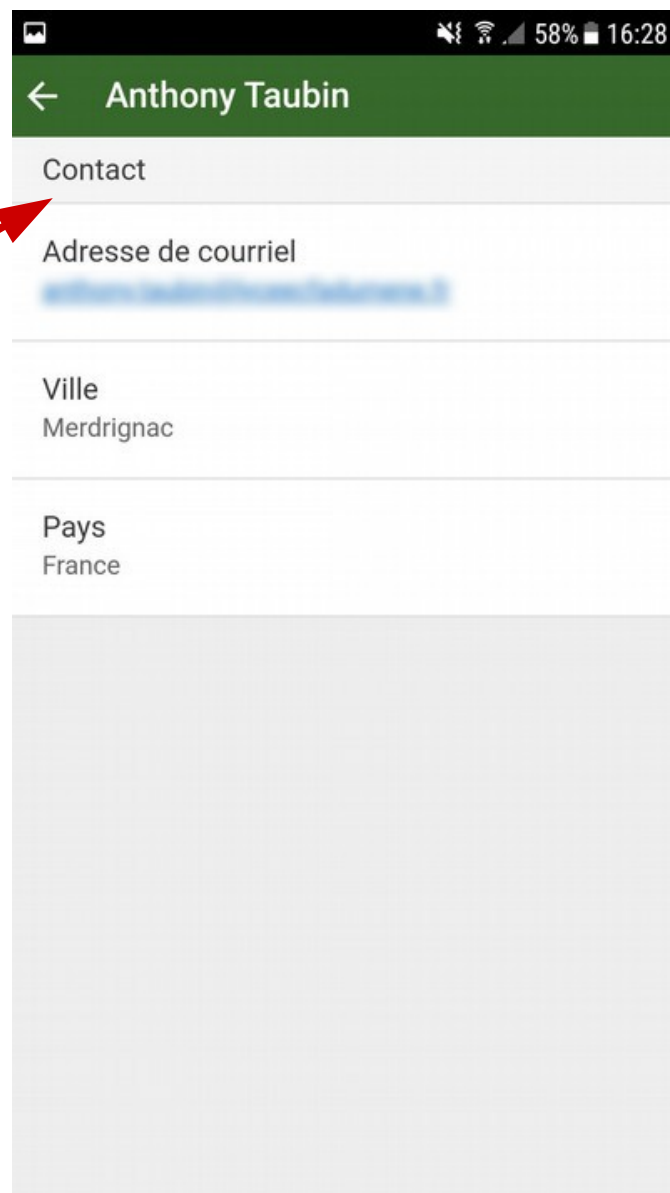 58% 16:28
Anthony Taubin
Contact
Adresse de courriel
Ville
Merdrignac
Pays
France